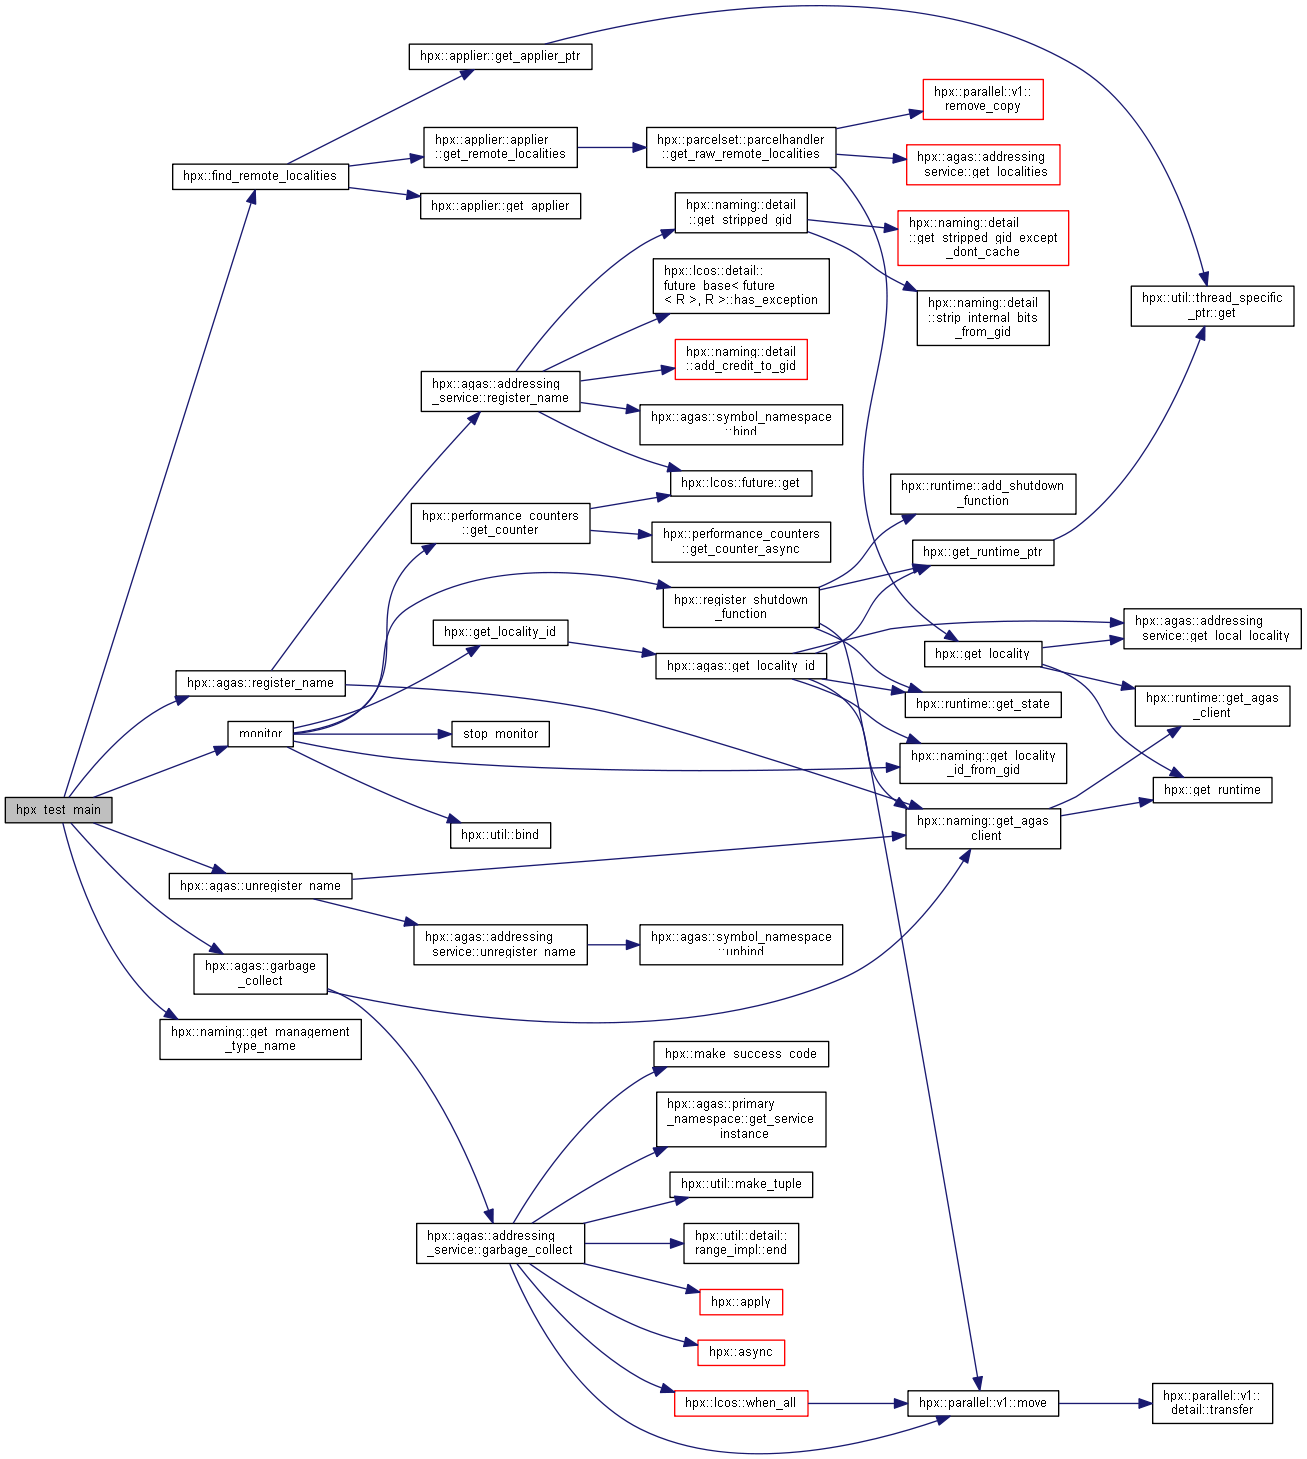 hpx::applier::get_applier_ptr
hpx::parallel::v1::
remove_copy
hpx::applier::applier
::get_remote_localities
hpx::parcelset::parcelhandler
::get_raw_remote_localities
hpx::agas::addressing
_service::get_localities
hpx::find_remote_localities
hpx::applier::get_applier
hpx::naming::detail
::get_stripped_gid
hpx::naming::detail
::get_stripped_gid_except
_dont_cache
hpx::lcos::detail::
future_base< future
< R >, R >::has_exception
hpx::naming::detail
::strip_internal_bits
_from_gid
hpx::util::thread_specific
_ptr::get
hpx::naming::detail
::add_credit_to_gid
hpx::agas::addressing
_service::register_name
hpx::agas::symbol_namespace
::bind
hpx::lcos::future::get
hpx::runtime::add_shutdown
_function
hpx::performance_counters
::get_counter
hpx::performance_counters
::get_counter_async
hpx::get_runtime_ptr
hpx::register_shutdown
_function
hpx::get_locality_id
hpx::agas::addressing
_service::get_local_locality
hpx::get_locality
hpx::agas::get_locality_id
hpx::agas::register_name
hpx::runtime::get_state
hpx::runtime::get_agas
_client
monitor
stop_monitor
hpx::naming::get_locality
_id_from_gid
hpx::get_runtime
hpx_test_main
hpx::util::bind
hpx::naming::get_agas
_client
hpx::agas::unregister_name
hpx::agas::addressing
_service::unregister_name
hpx::agas::symbol_namespace
::unbind
hpx::agas::garbage
_collect
hpx::naming::get_management
_type_name
hpx::make_success_code
hpx::agas::primary
_namespace::get_service
_instance
hpx::util::make_tuple
hpx::agas::addressing
_service::garbage_collect
hpx::util::detail::
range_impl::end
hpx::apply
hpx::async
hpx::lcos::when_all
hpx::parallel::v1::move
hpx::parallel::v1::
detail::transfer